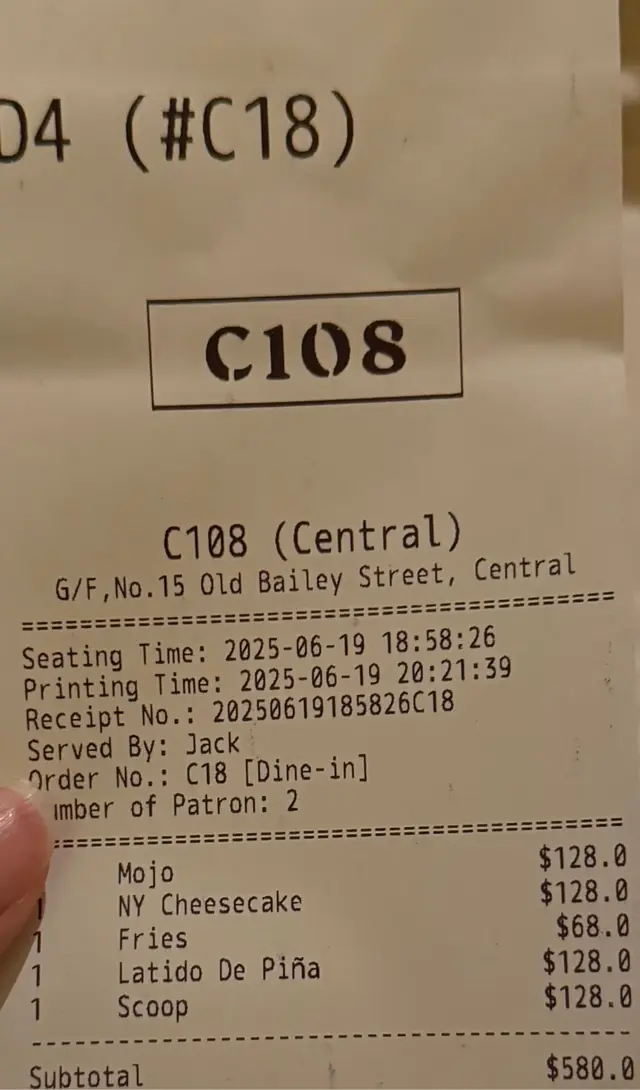 04 (#C18)
C108
C108 (Central)
G/F,No.15 Old Bailey Street, Central
========================================
Seating Time: 2025-06-19 18:58:26
Printing Time: 2025-06-19 20:21:39
Receipt No.: 20250619185826C18
Served By: Jack
Order No.: C18 [Dine-in]
umber of Patron: 2
========================================
Mojo $128.0
1 NY Cheesecake $128.0
1 Fries $68.0
1 Latido De Piña $128.0
1 Scoop $128.0
----------------------------------------
Subtotal $580.0